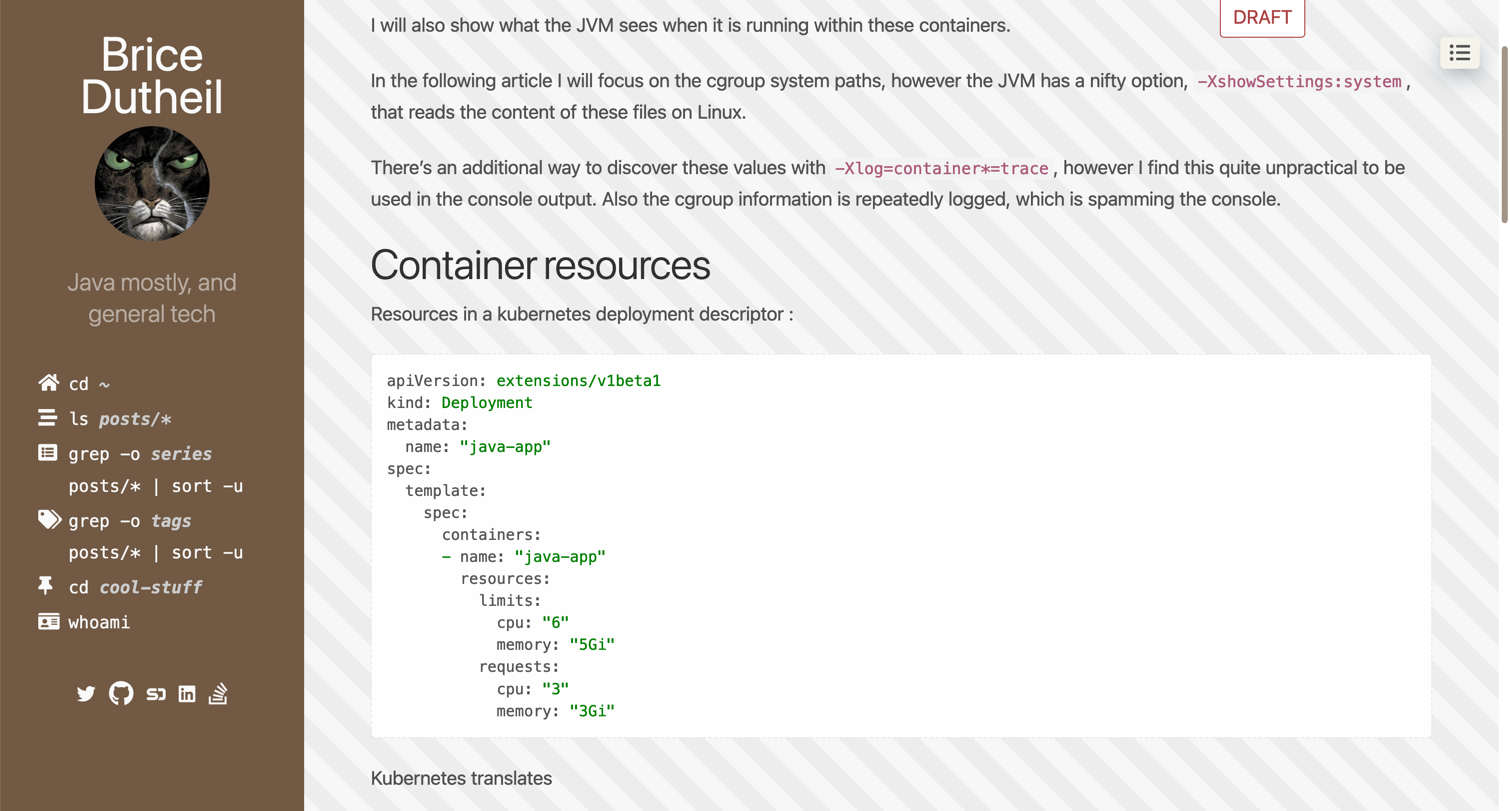 Brice
Dutheil
Java mostly, and
general tech
cd ~
ls posts/*
grep -o series
posts/* | sort -u
grep -o tags
posts/* | sort -u
cd cool-stuff
whoami
DRAFT
I will also show what the JVM sees when it is running within these containers.
In the following article I will focus on the cgroup system paths, however the JVM has a nifty option, -XshowSettings:system,
that reads the content of these files on Linux.
There’s an additional way to discover these values with -Xlog=container*=trace, however I find this quite unpractical to be
used in the console output. Also the cgroup information is repeatedly logged, which is spamming the console.
Container resources
Resources in a kubernetes deployment descriptor :
apiVersion: extensions/v1beta1
kind: Deployment
metadata:
  name: "java-app"
spec:
  template:
    spec:
      containers:
      - name: "java-app"
        resources:
          limits:
            cpu: "6"
            memory: "5Gi"
          requests:
            cpu: "3"
            memory: "3Gi"
Kubernetes translates